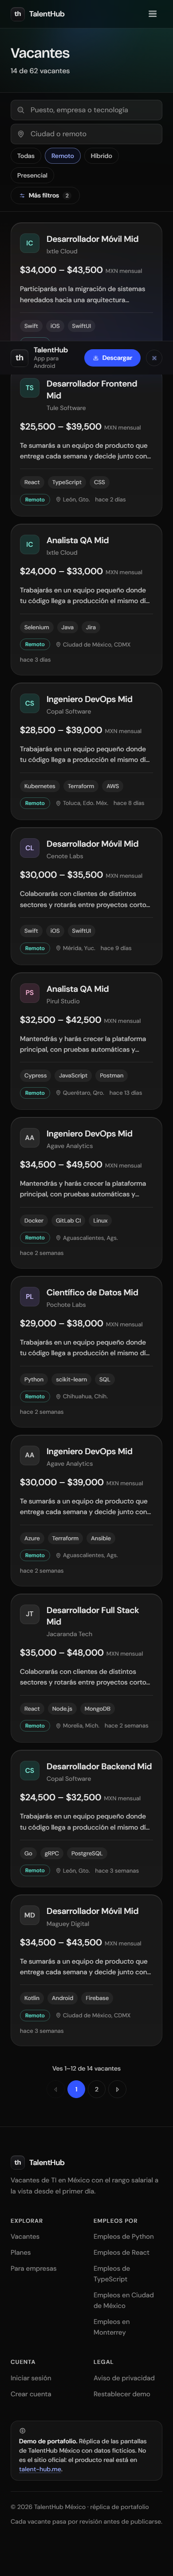 th TalentHub
Vacantes
14 de 62 vacantes
Puesto, empresa o tecnología
Ciudad o remoto
Todas Remoto Híbrido
Presencial
Más filtros 2
IC Desarrollador Móvil Mid
Ixtle Cloud
$34,000 – $43,500 MXN mensual
Participarás en la migración de sistemas
heredados hacia una arquitectura...
Swift iOS SwiftUI
th TalentHub
App para
Android
Descargar
TS Desarrollador Frontend
Mid
Tule Software
$25,500 – $39,500 MXN mensual
Te sumarás a un equipo de producto que
entrega cada semana y decide junto con...
React TypeScript CSS
Remoto León, Gto. hace 2 días
IC Analista QA Mid
Ixtle Cloud
$24,000 – $33,000 MXN mensual
Trabajarás en un equipo pequeño donde
tu código llega a producción el mismo dí...
Selenium Java Jira
Remoto Ciudad de México, CDMX
hace 3 días
CS Ingeniero DevOps Mid
Copal Software
$28,500 – $39,000 MXN mensual
Trabajarás en un equipo pequeño donde
tu código llega a producción el mismo dí...
Kubernetes Terraform AWS
Remoto Toluca, Edo. Méx. hace 8 días
CL Desarrollador Móvil Mid
Cenote Labs
$30,000 – $35,500 MXN mensual
Colaborarás con clientes de distintos
sectores y rotarás entre proyectos corto...
Swift iOS SwiftUI
Remoto Mérida, Yuc. hace 9 días
PS Analista QA Mid
Pirul Studio
$32,500 – $42,500 MXN mensual
Mantendrás y harás crecer la plataforma
principal, con pruebas automáticas y...
Cypress JavaScript Postman
Remoto Querétaro, Qro. hace 13 días
AA Ingeniero DevOps Mid
Agave Analytics
$34,500 – $49,500 MXN mensual
Mantendrás y harás crecer la plataforma
principal, con pruebas automáticas y...
Docker GitLab CI Linux
Remoto Aguascalientes, Ags.
hace 2 semanas
PL Científico de Datos Mid
Pochote Labs
$29,000 – $38,000 MXN mensual
Trabajarás en un equipo pequeño donde
tu código llega a producción el mismo dí...
Python scikit-learn SQL
Remoto Chihuahua, Chih.
hace 2 semanas
AA Ingeniero DevOps Mid
Agave Analytics
$30,000 – $39,000 MXN mensual
Te sumarás a un equipo de producto que
entrega cada semana y decide junto con...
Azure Terraform Ansible
Remoto Aguascalientes, Ags.
hace 2 semanas
JT Desarrollador Full Stack
Mid
Jacaranda Tech
$35,000 – $48,000 MXN mensual
Colaborarás con clientes de distintos
sectores y rotarás entre proyectos corto...
React Node.js MongoDB
Remoto Morelia, Mich. hace 2 semanas
CS Desarrollador Backend Mid
Copal Software
$24,500 – $32,500 MXN mensual
Trabajarás en un equipo pequeño donde
tu código llega a producción el mismo dí...
Go gRPC PostgreSQL
Remoto León, Gto. hace 3 semanas
MD Desarrollador Móvil Mid
Maguey Digital
$34,500 – $43,500 MXN mensual
Te sumarás a un equipo de producto que
entrega cada semana y decide junto con...
Kotlin Android Firebase
Remoto Ciudad de México, CDMX
hace 3 semanas
Ves 1–12 de 14 vacantes
1 2
th TalentHub
Vacantes de TI en México con el rango salarial a
la vista desde el primer día.
EXPLORAR
Vacantes
Planes
Para empresas
EMPLEOS POR
Empleos de Python
Empleos de React
Empleos de
TypeScript
Empleos en Ciudad
de México
Empleos en
Monterrey
CUENTA
Iniciar sesión
Crear cuenta
LEGAL
Aviso de privacidad
Restablecer demo
Demo de portafolio. Réplica de las pantallas
de TalentHub México con datos ficticios. No
es el sitio oficial: el producto real está en
talent-hub.me.
© 2026 TalentHub México · réplica de portafolio
Cada vacante pasa por revisión antes de publicarse.